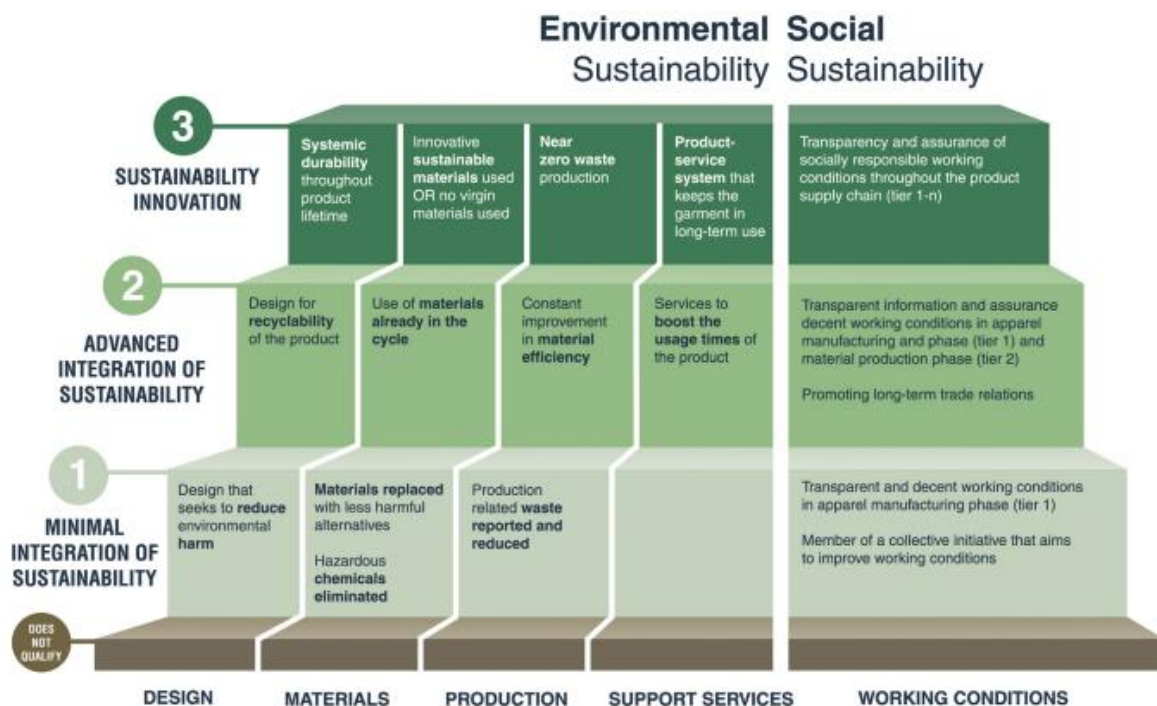 Environmental Social
Sustainability Sustainability
3
SUSTAINABILITY
INNOVATION
Systemic
durability
throughout
product
lifetime
Innovative
sustainable
materials used
OR no virgin
materials used
Near
zero waste
production
Product-
service
system that
keeps the
garment in
long-term use
Transparency and assurance of
socially responsible working
conditions throughout the product
supply chain (tier 1-n)
2
ADVANCED
INTEGRATION OF
SUSTAINABILITY
Design for
recyclability
of the product
Use of materials
already in the
cycle
Constant
improvement
in material
efficiency
Services to
boost the
usage times of
the product
Transparent information and assurance
decent working conditions in apparel
manufacturing and phase (tier 1) and
material production phase (tier 2)
Promoting long-term trade relations
1
MINIMAL
INTEGRATION OF
SUSTAINABILITY
Design that
seeks to reduce
environmental
harm
Materials replaced
with less harmful
alternatives
Hazardous
chemicals
eliminated
Production
related waste
reported and
reduced
Transparent and decent working conditions
in apparel manufacturing phase (tier 1)
Member of a collective initiative that aims
to improve working conditions
DOES
NOT
QUALIFY
DESIGN MATERIALS PRODUCTION SUPPORT SERVICES WORKING CONDITIONS